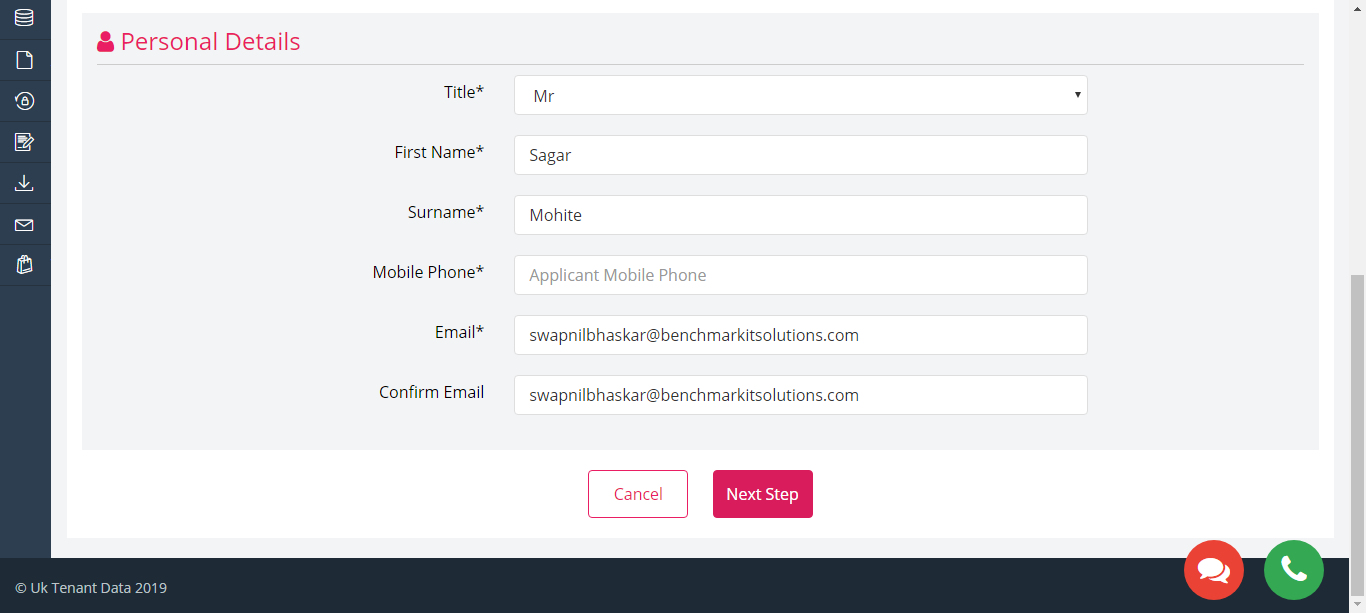 Personal Details
Title*
Mr
First Name*
Sagar
Surname*
Mohite
Mobile Phone*
Applicant Mobile Phone
Email*
swapnilbhaskar@benchmarkitsolutions.com
Confirm Email
swapnilbhaskar@benchmarkitsolutions.com
Cancel
Next Step
© Uk Tenant Data 2019